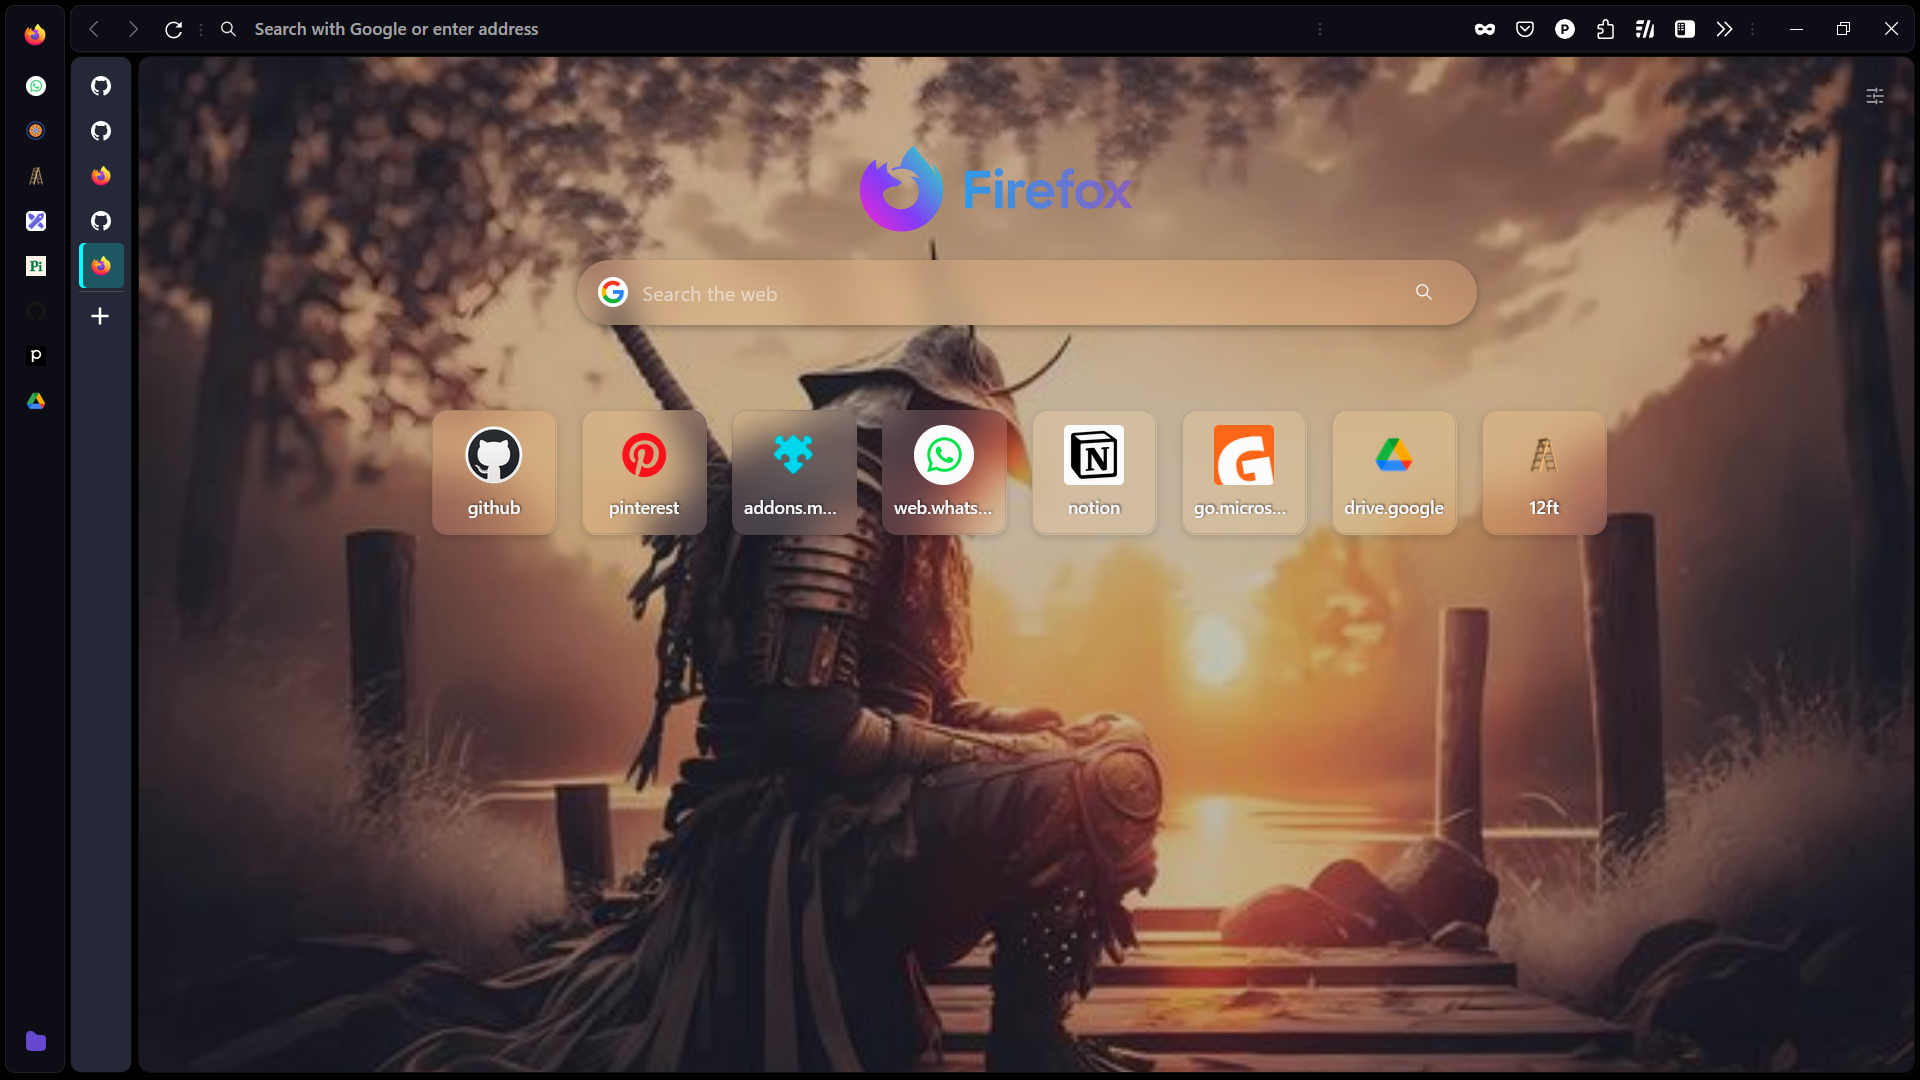 Search with Google or enter address
P
Pi
p
Firefox
Search the web
github
pinterest
addons.m...
web.whats...
notion
go.micros...
drive.google
12ft